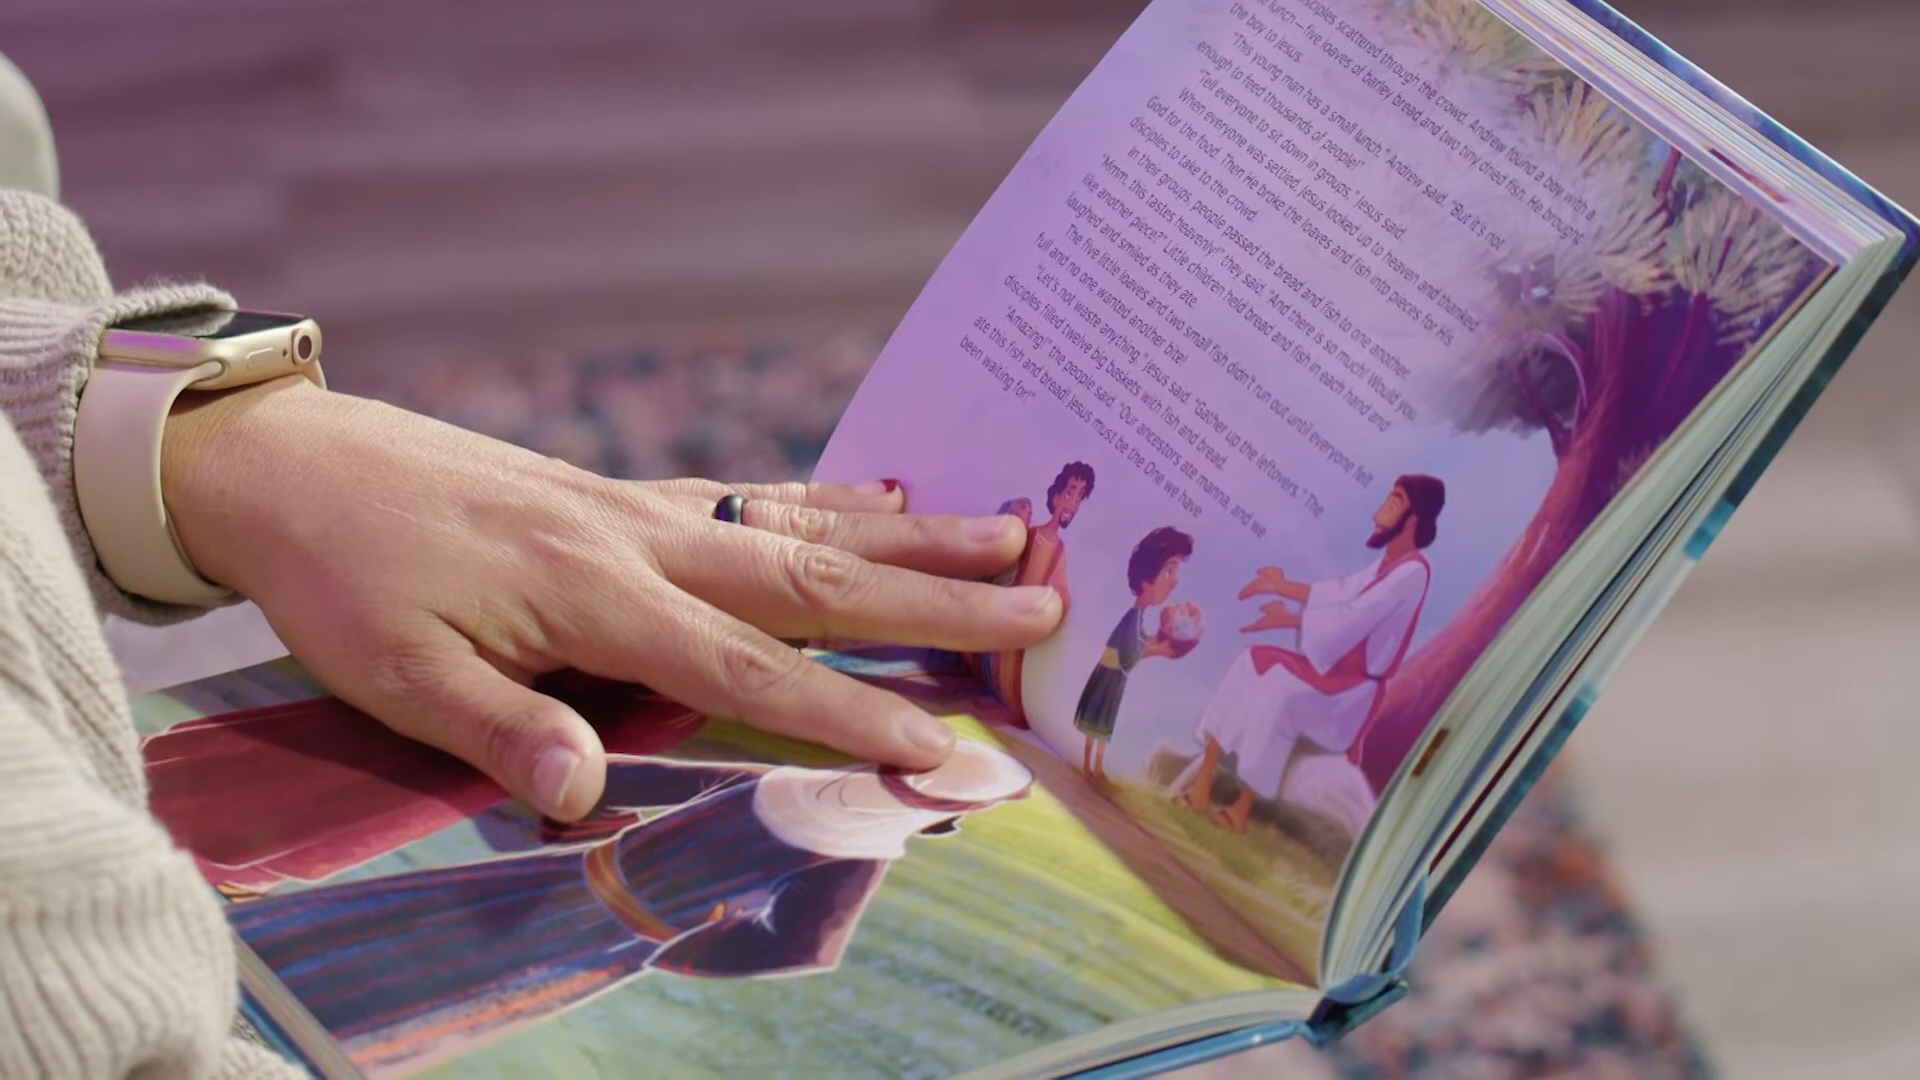 sciples scattered through the crowd, Andrew found a boy with a
lunch—five loaves of barley bread and two tiny dried fish. He brought
the boy to Jesus.
"This young man has a small lunch," Andrew said. "But it's not
enough to feed thousands of people!"
"Tell everyone to sit down in groups," Jesus said.
When everyone was settled, Jesus looked up to heaven and thanked
God for the food. Then He broke the loaves and fish into pieces for His
disciples to take to the crowd.
In their groups, people passed the bread and fish to one another.
"Mmm, this tastes heavenly!" they said. "And there is so much! Would you
like another piece?" Little children held bread and fish in each hand and
laughed and smiled as they ate.
The five little loaves and two small fish didn't run out until everyone felt
full and no one wanted another bite!
"Let's not waste anything," Jesus said. "Gather up the leftovers." The
disciples filled twelve big baskets with fish and bread.
"Amazing!" the people said. "Our ancestors ate manna, and we
ate this fish and bread! Jesus must be the One we have
been waiting for!"